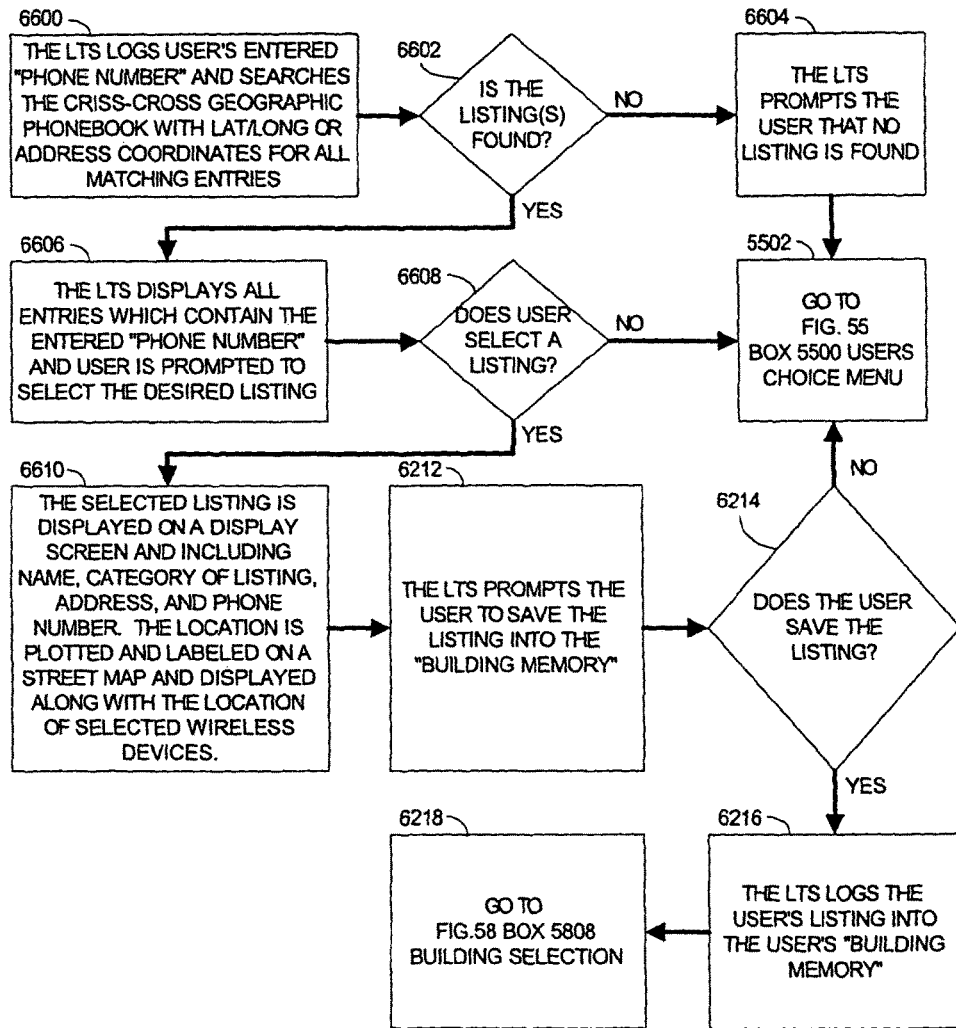 6600
THE LTS LOGS USER'S ENTERED
"PHONE NUMBER" AND SEARCHES
THE CRISS-CROSS GEOGRAPHIC
PHONEBOOK WITH LAT/LONG OR
ADDRESS COORDINATES FOR ALL
MATCHING ENTRIES
6602
IS THE
LISTING(S)
FOUND?
NO
YES
6604
THE LTS
PROMPTS THE
USER THAT NO
LISTING IS FOUND
6606
THE LTS DISPLAYS ALL
ENTRIES WHICH CONTAIN THE
ENTERED "PHONE NUMBER"
AND USER IS PROMPTED TO
SELECT THE DESIRED LISTING
6608
DOES USER
SELECT A
LISTING?
NO
YES
5502
GO TO
FIG. 55
BOX 5500 USERS
CHOICE MENU
6610
THE SELECTED LISTING IS
DISPLAYED ON A DISPLAY
SCREEN AND INCLUDING
NAME, CATEGORY OF LISTING,
ADDRESS, AND PHONE
NUMBER. THE LOCATION IS
PLOTTED AND LABELED ON A
STREET MAP AND DISPLAYED
ALONG WITH THE LOCATION
OF SELECTED WIRELESS
DEVICES.
6212
THE LTS PROMPTS THE
USER TO SAVE THE
LISTING INTO THE
"BUILDING MEMORY"
6214
DOES THE USER
SAVE THE
LISTING?
NO
YES
6218
GO TO
FIG.58 BOX 5808
BUILDING SELECTION
6216
THE LTS LOGS THE
USER'S LISTING INTO
THE USER'S "BUILDING
MEMORY"